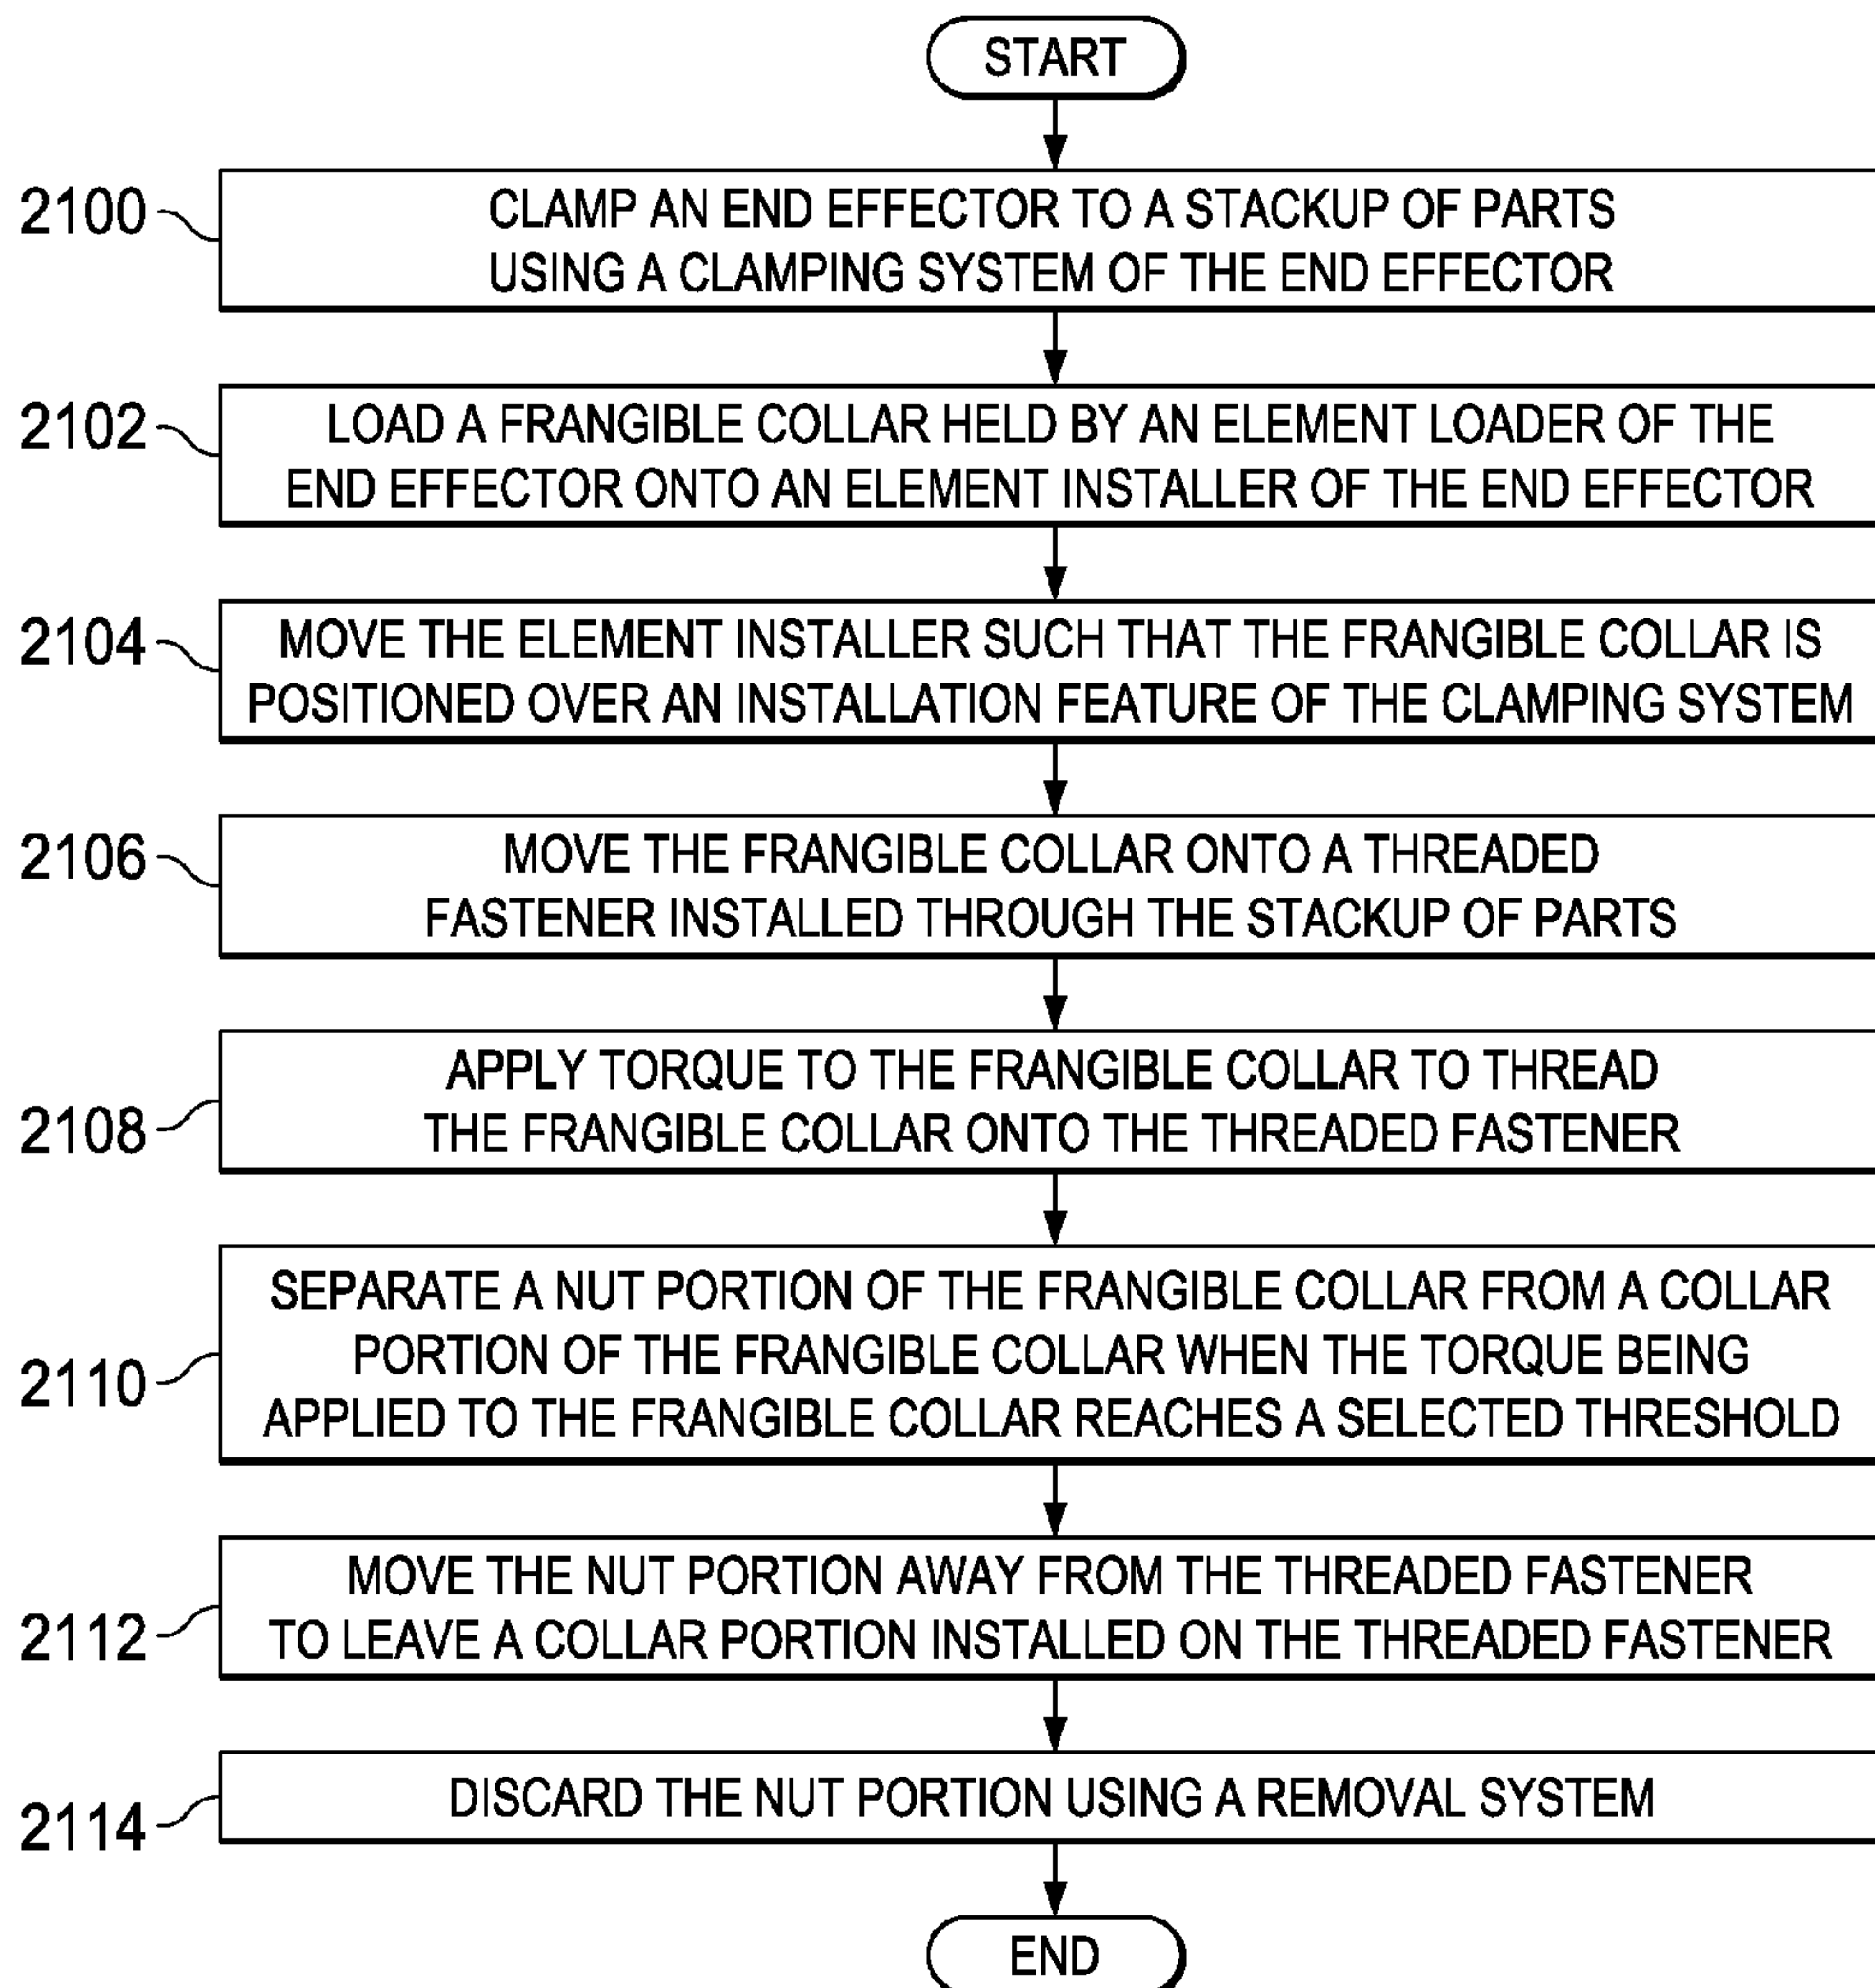 START
2100
CLAMP AN END EFFECTOR TO A STACKUP OF PARTS
USING A CLAMPING SYSTEM OF THE END EFFECTOR
2102
LOAD A FRANGIBLE COLLAR HELD BY AN ELEMENT LOADER OF THE
END EFFECTOR ONTO AN ELEMENT INSTALLER OF THE END EFFECTOR
2104
MOVE THE ELEMENT INSTALLER SUCH THAT THE FRANGIBLE COLLAR IS
POSITIONED OVER AN INSTALLATION FEATURE OF THE CLAMPING SYSTEM
2106
MOVE THE FRANGIBLE COLLAR ONTO A THREADED
FASTENER INSTALLED THROUGH THE STACKUP OF PARTS
2108
APPLY TORQUE TO THE FRANGIBLE COLLAR TO THREAD
THE FRANGIBLE COLLAR ONTO THE THREADED FASTENER
2110
SEPARATE A NUT PORTION OF THE FRANGIBLE COLLAR FROM A COLLAR
PORTION OF THE FRANGIBLE COLLAR WHEN THE TORQUE BEING
APPLIED TO THE FRANGIBLE COLLAR REACHES A SELECTED THRESHOLD
2112
MOVE THE NUT PORTION AWAY FROM THE THREADED FASTENER
TO LEAVE A COLLAR PORTION INSTALLED ON THE THREADED FASTENER
2114
DISCARD THE NUT PORTION USING A REMOVAL SYSTEM
END